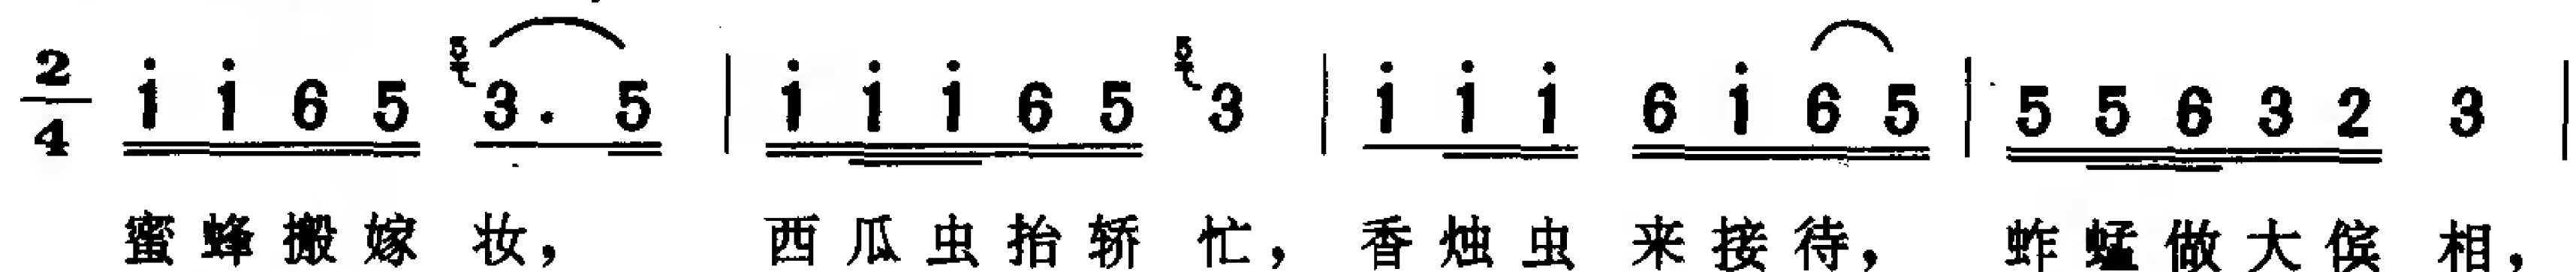 2/4 i i 6 5 5 3. 5 | i i i 6 5 5 3 | i i i 6 i 6 5 | 5 5 6 3 2 3 |
蜜蜂搬嫁妆，西瓜虫抬轿忙，香烛虫来接待，蚱蜢做大傧相，